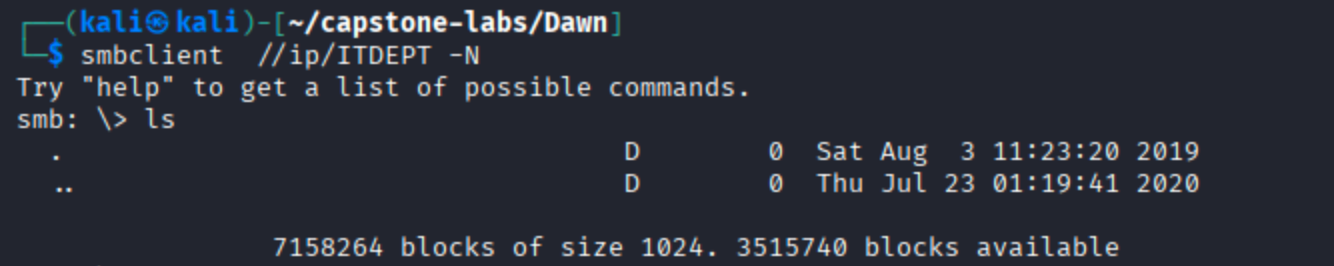 ┌──(kali㉿kali)-[~/capstone-labs/Dawn]
└─$ smbclient  //ip/ITDEPT -N
Try "help" to get a list of possible commands.
smb: \> ls
  .                                   D        0  Sat Aug  3 11:23:20 2019
  ..                                  D        0  Thu Jul 23 01:19:41 2020
                7158264 blocks of size 1024. 3515740 blocks available